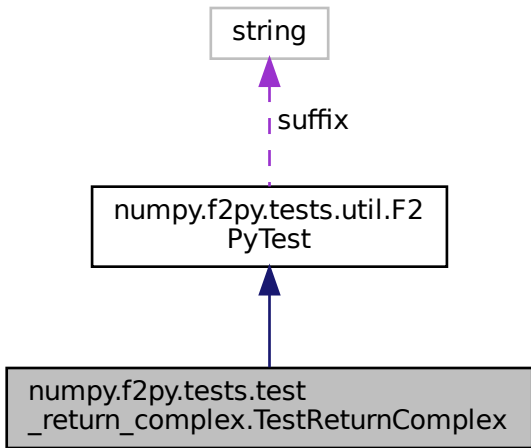 string
suffix
numpy.f2py.tests.util.F2
PyTest
numpy.f2py.tests.test
_return_complex.TestReturnComplex